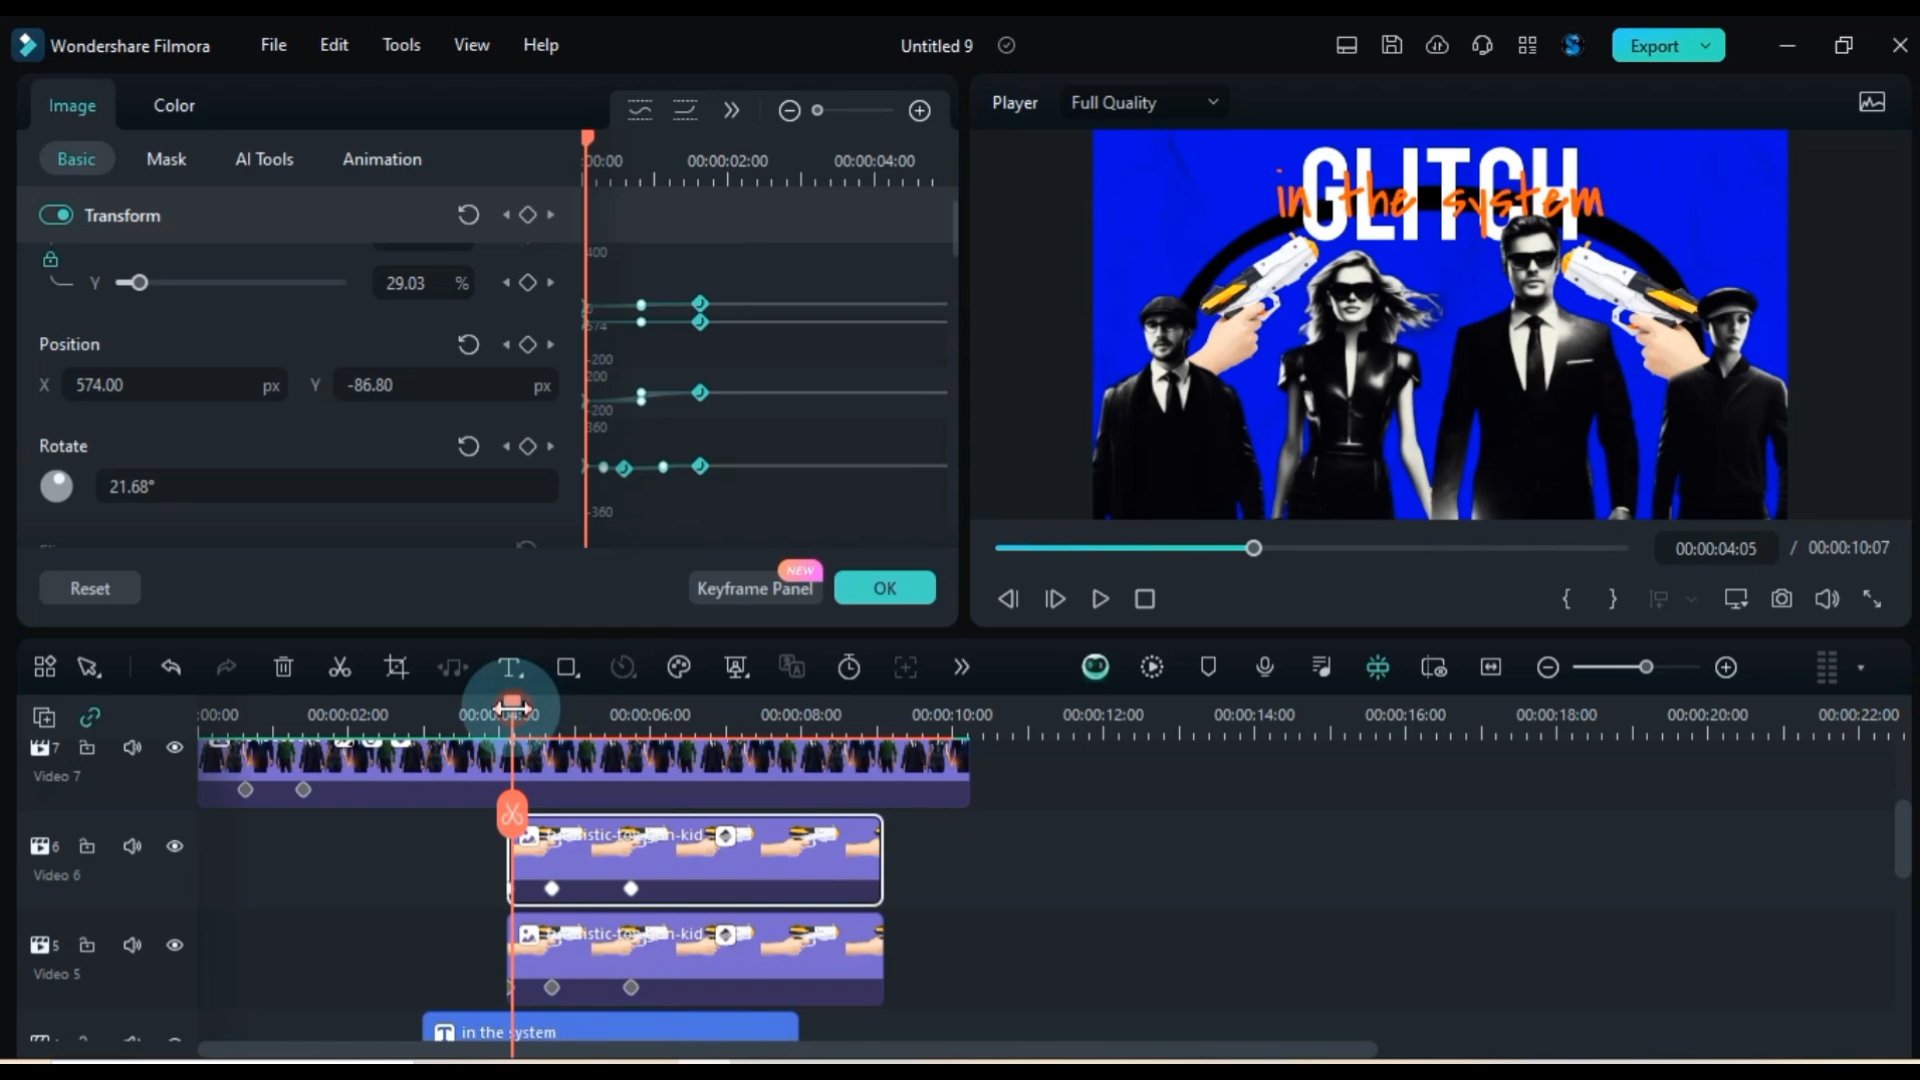 Wondershare Filmora File Edit Tools View Help Untitled 9 Export
Image Color
Player Full Quality
Basic Mask AI Tools Animation
:00:00 00:00:02:00 00:00:04:00
Transform
Y 29.03 %
400
574
-200
200
-200
360
-360
Position
X 574.00 px Y -86.80 px
Rotate
21.68°
GLITCH
in the system
Reset NEW Keyframe Panel OK
00:00:04:05 / 00:00:10:07
:00:00 00:00:02:00 00:00:04:00 00:00:06:00 00:00:08:00 00:00:10:00 00:00:12:00 00:00:14:00 00:00:16:00 00:00:18:00 00:00:20:00 00:00:22:00
7
Video 7
6
Video 6
5
Video 5
in the system